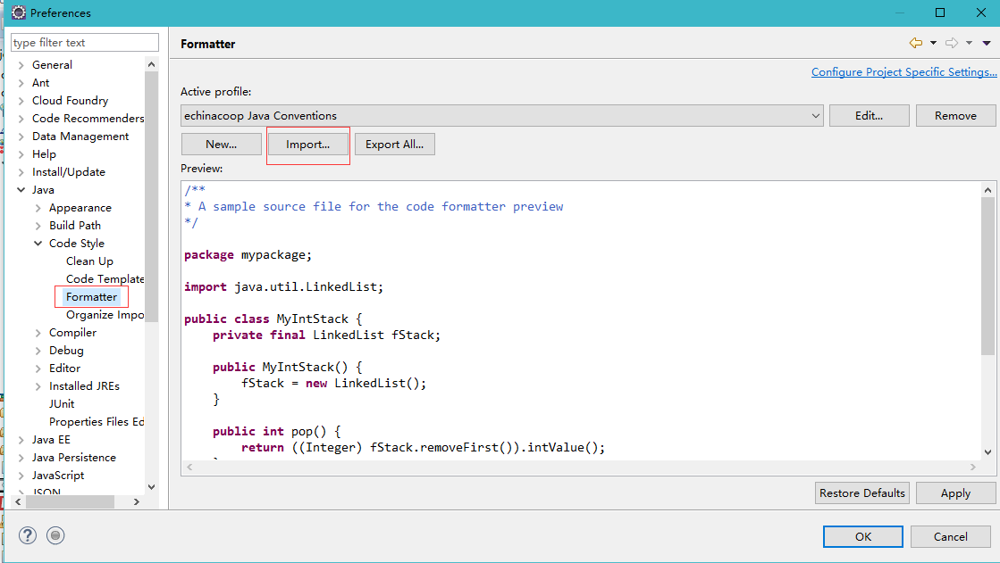 Preferences
type filter text
General
Ant
Cloud Foundry
Code Recommenders
Data Management
Help
Install/Update
Java
Appearance
Build Path
Code Style
Clean Up
Code Template
Formatter
Organize Impo
Compiler
Debug
Editor
Installed JREs
JUnit
Properties Files Ed
Java EE
Java Persistence
JavaScript
JSON
Formatter
Configure Project Specific Settings...
Active profile:
echinacoop Java Conventions
Edit...
Remove
New...
Import...
Export All...
Preview:
/**
* A sample source file for the code formatter preview
*/
package mypackage;
import java.util.LinkedList;
public class MyIntStack {
private final LinkedList fStack;
public MyIntStack() {
fStack = new LinkedList();
}
public int pop() {
return ((Integer) fStack.removeFirst()).intValue();
Restore Defaults
Apply
?
OK
Cancel